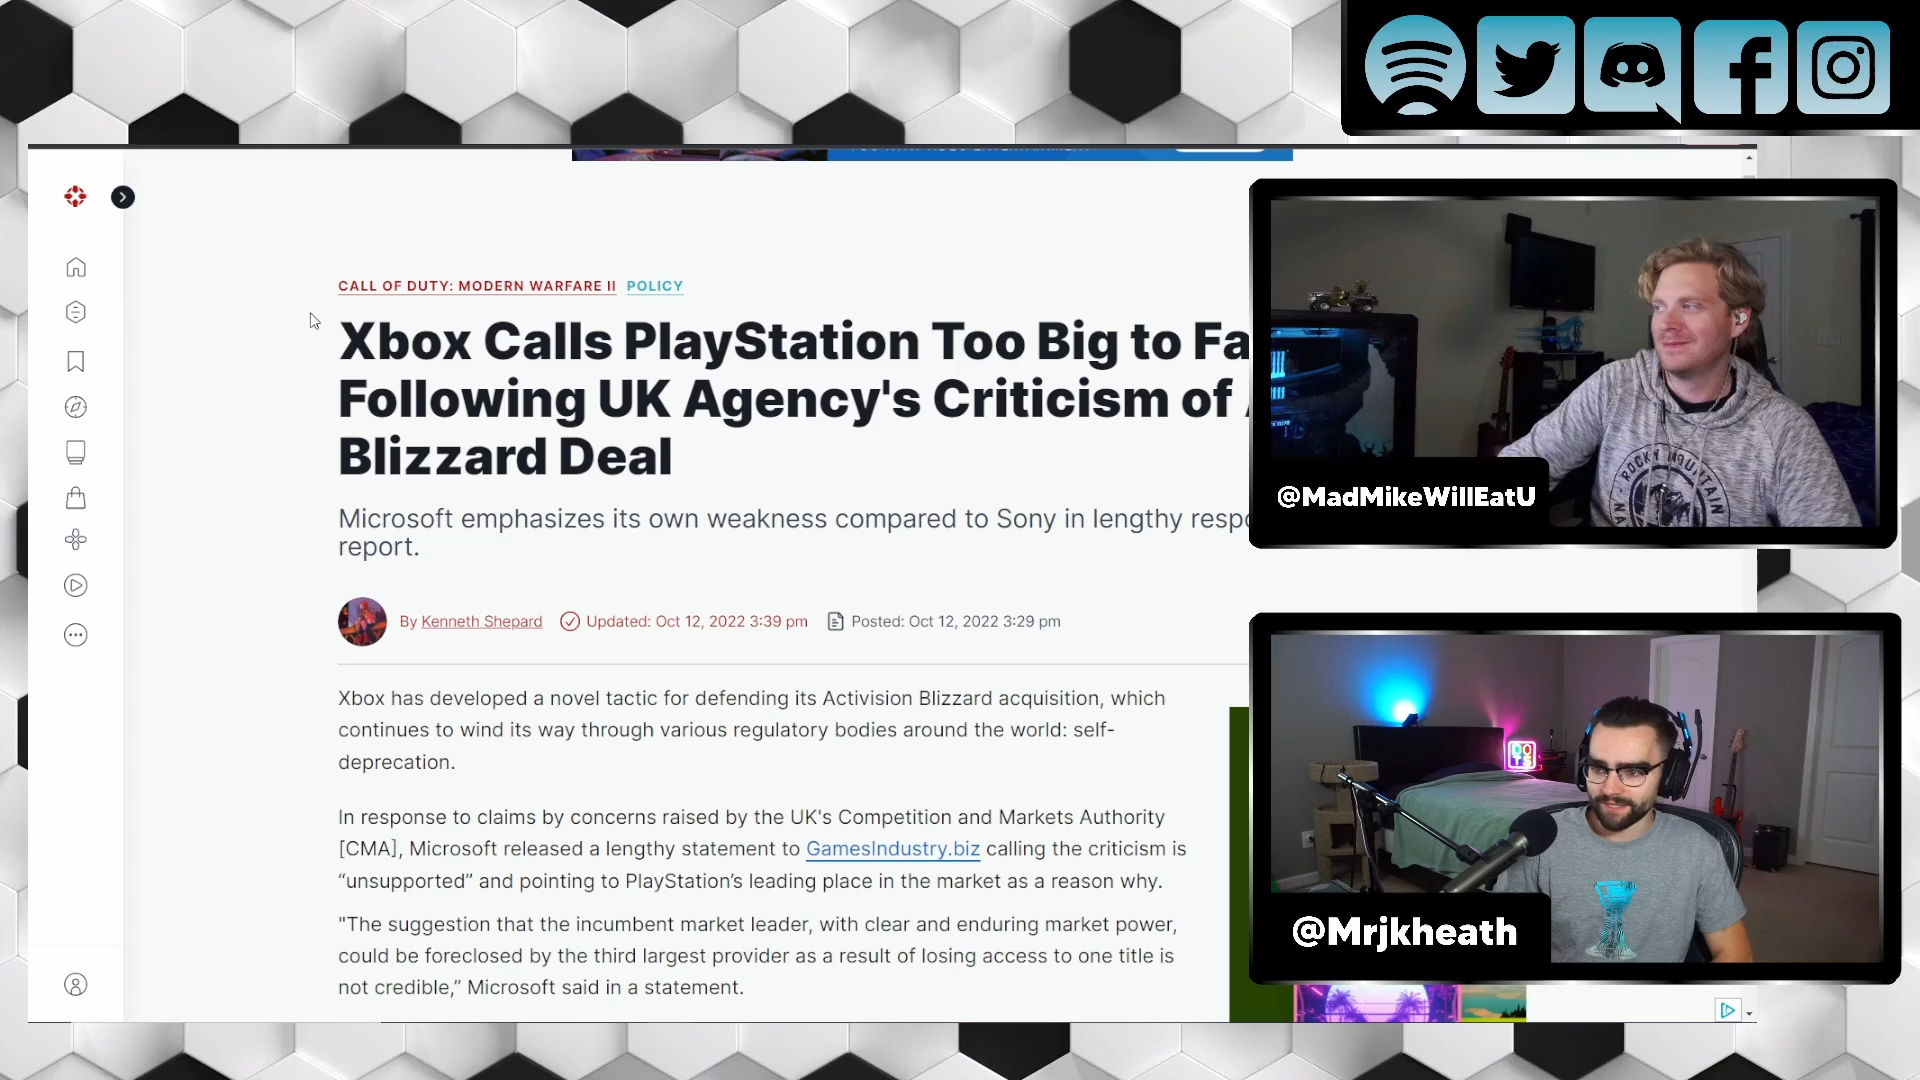 CALL OF DUTY: MODERN WARFARE II POLICY
Xbox Calls PlayStation Too Big to Fa
Following UK Agency's Criticism of
Blizzard Deal
Microsoft emphasizes its own weakness compared to Sony in lengthy respo
report.
By Kenneth Shepard Updated: Oct 12, 2022 3:39 pm Posted: Oct 12, 2022 3:29 pm
Xbox has developed a novel tactic for defending its Activision Blizzard acquisition, which
continues to wind its way through various regulatory bodies around the world: self-
deprecation.
In response to claims by concerns raised by the UK's Competition and Markets Authority
[CMA], Microsoft released a lengthy statement to GamesIndustry.biz calling the criticism is
“unsupported” and pointing to PlayStation’s leading place in the market as a reason why.
"The suggestion that the incumbent market leader, with clear and enduring market power,
could be foreclosed by the third largest provider as a result of losing access to one title is
not credible,” Microsoft said in a statement.
@MadMikeWillEatU
ROCKY MOUNTAIN
DOTS
@Mrjkheath